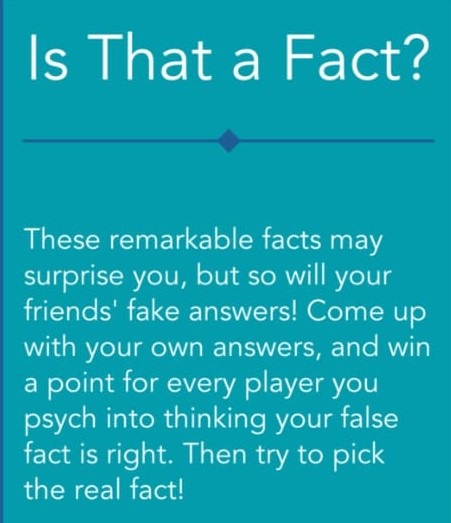 Is That a Fact?
These remarkable facts may
surprise you, but so will your
friends' fake answers! Come up
with your own answers, and win
a point for every player you
psych into thinking your false
fact is right. Then try to pick
the real fact!